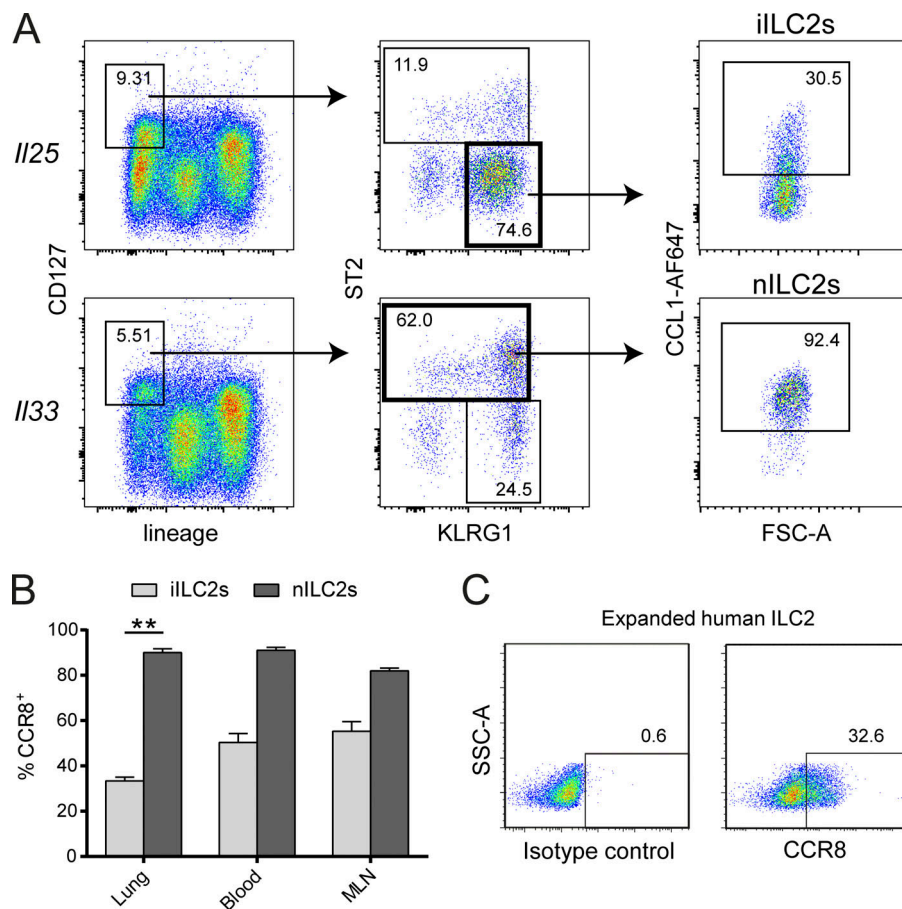 A
iILC2s
9.31
11.9
30.5
Il25
74.6
CD127
ST2
CCL1-AF647
nILC2s
5.51
62.0
92.4
Il33
24.5
lineage
KLRG1
FSC-A
B
iILC2s
nILC2s
C
Expanded human ILC2
% CCR8+
100
80
60
40
20
0
**
Lung
Blood
MLN
SSC-A
0.6
32.6
Isotype control
CCR8